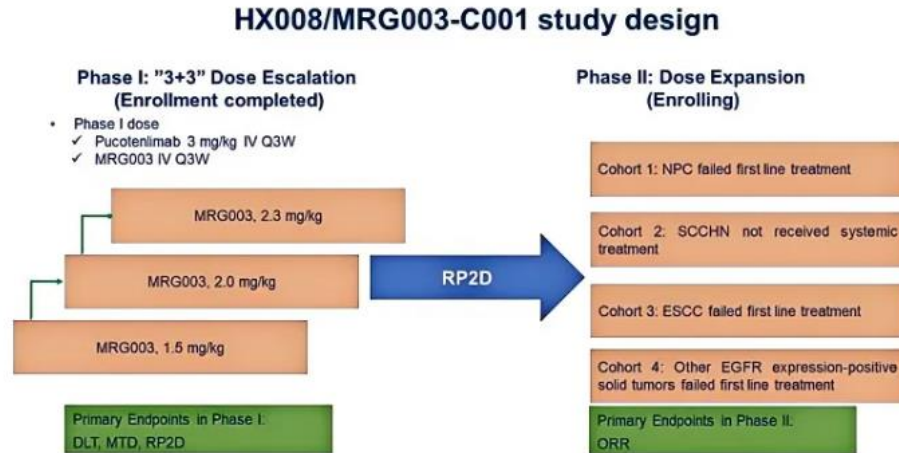 HX008/MRG003-C001 study design
Phase I: "3+3" Dose Escalation
(Enrollment completed)
• Phase I dose
✓ Pucotenlimab 3 mg/kg IV Q3W
✓ MRG003 IV Q3W
MRG003, 2.3 mg/kg
MRG003, 2.0 mg/kg
MRG003, 1.5 mg/kg
Primary Endpoints in Phase I:
DLT, MTD, RP2D
RP2D
Phase II: Dose Expansion
(Enrolling)
Cohort 1: NPC failed first line treatment
Cohort 2: SCCHN not received systemic
treatment
Cohort 3: ESCC failed first line treatment
Cohort 4: Other EGFR expression-positive
solid tumors failed first line treatment
Primary Endpoints in Phase II:
ORR